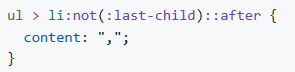 ul > li:not(:last-child)::after {
  content: ",";
}